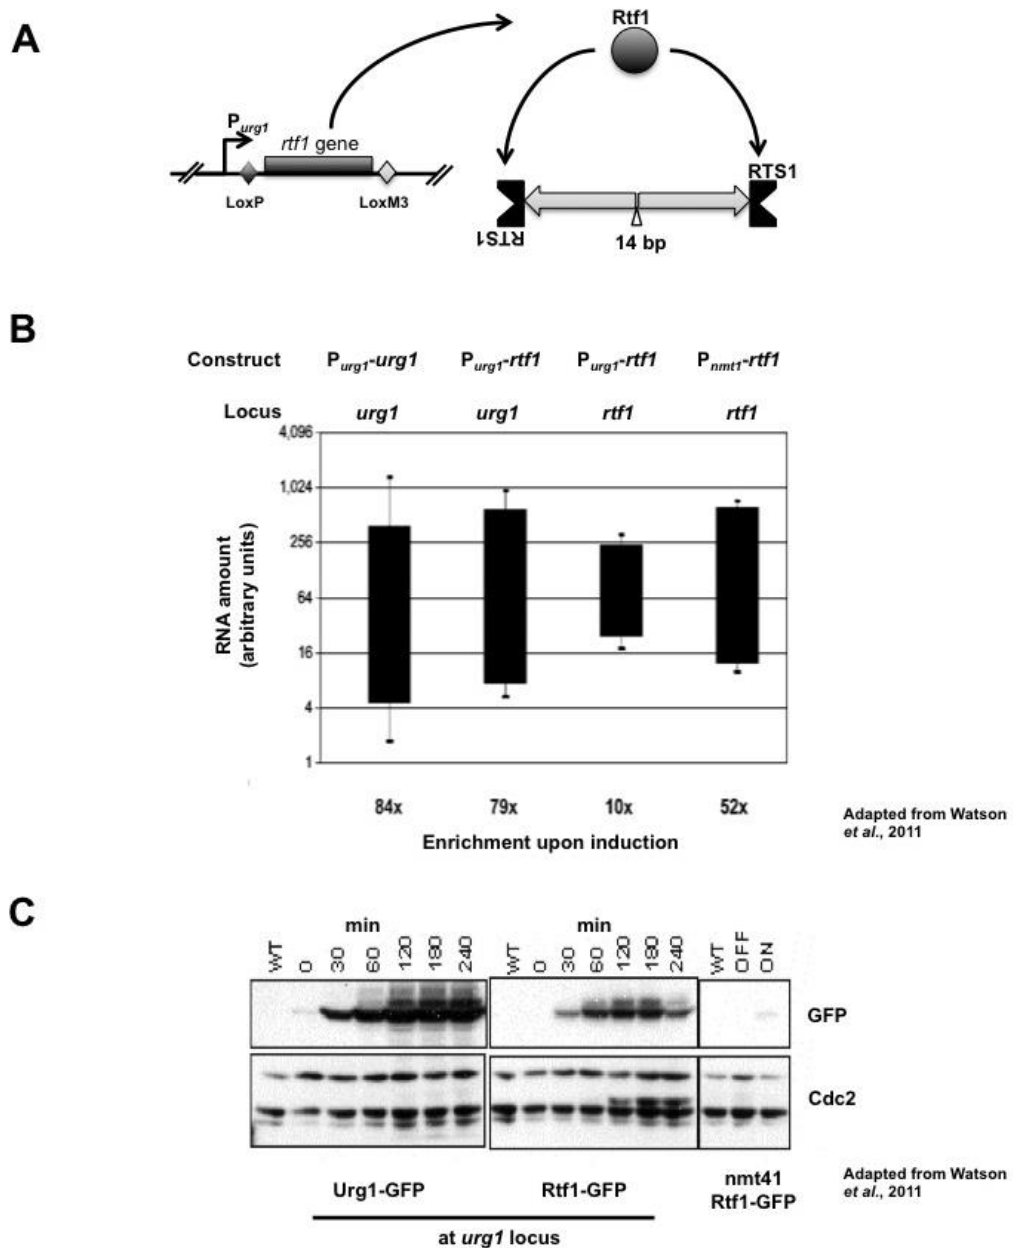 A
Rtf1
Purg1
rtf1 gene
LoxP
LoxM3
RTS1
RTS1
14 bp
B
Construct Purg1-urg1 Purg1-rtf1 Purg1-rtf1 Pnmt1-rtf1
Locus urg1 urg1 rtf1 rtf1
4,096
1,024
256
64
16
4
1
RNA amount
(arbitrary units)
84x 79x 10x 52x
Enrichment upon induction
Adapted from Watson
et al., 2011
C
min min
WT 0 30 60 120 180 240 WT 0 30 60 120 180 240 WT OFF ON
GFP
Cdc2
Urg1-GFP Rtf1-GFP nmt41
Rtf1-GFP
at urg1 locus
Adapted from Watson
et al., 2011